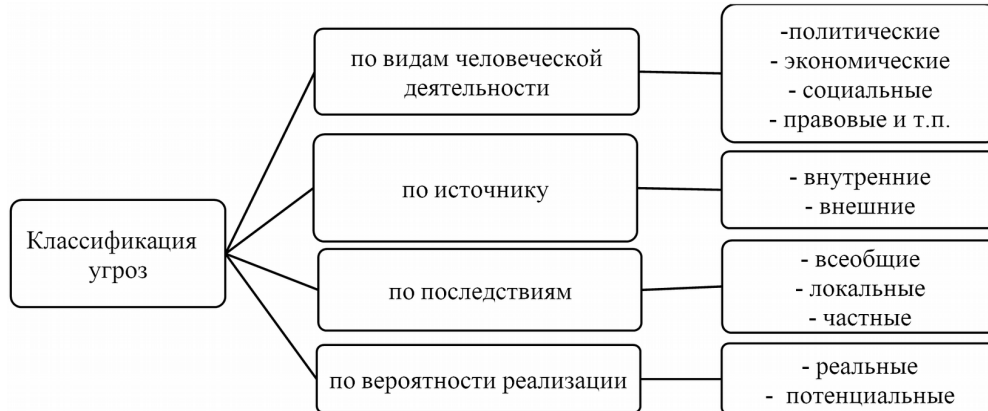 Классификация
угроз
по видам человеческой
деятельности
-политические
- экономические
- социальные
- правовые и т.п.
по источнику
- внутренние
- внешние
по последствиям
- всеобщие
- локальные
- частные
по вероятности реализации
- реальные
- потенциальные